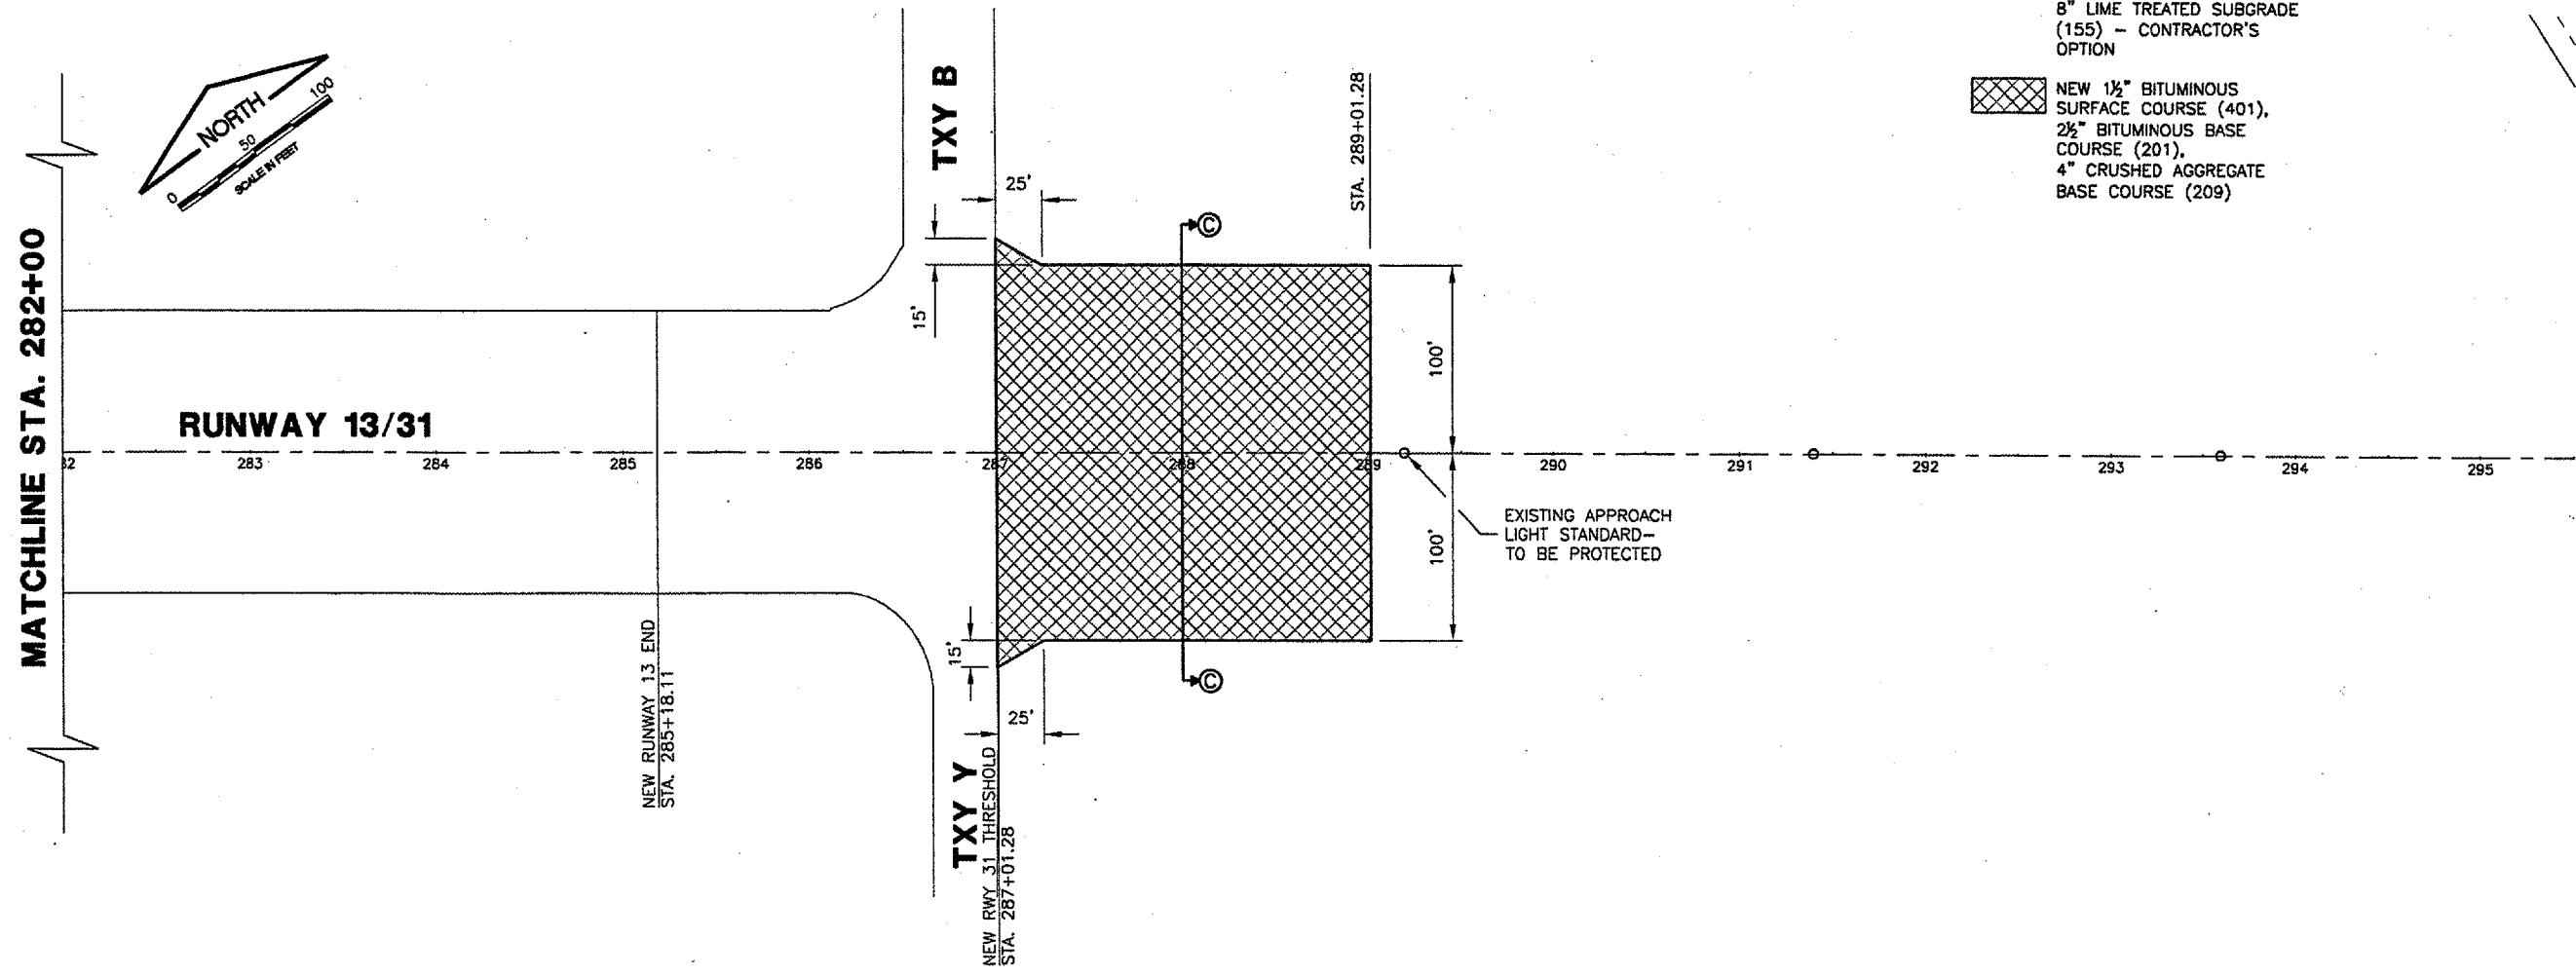 8" LIME TREATED SUBGRADE
(155) - CONTRACTOR'S
OPTION
NEW 1½" BITUMINOUS
SURFACE COURSE (401),
2½" BITUMINOUS BASE
COURSE (201),
4" CRUSHED AGGREGATE
BASE COURSE (209)
NORTH
0 50 100
SCALE IN FEET
TXY B
STA. 289+01.28
25'
C
15'
MATCHLINE STA. 282+00
RUNWAY 13/31
100'
283 284 285 286 287 288 289 290 291 292 293 294 295
EXISTING APPROACH
LIGHT STANDARD-
TO BE PROTECTED
100'
15'
C
25'
NEW RUNWAY 13 END
STA. 285+18.11
TXY Y
NEW RWY 31 THRESHOLD
STA. 287+01.28